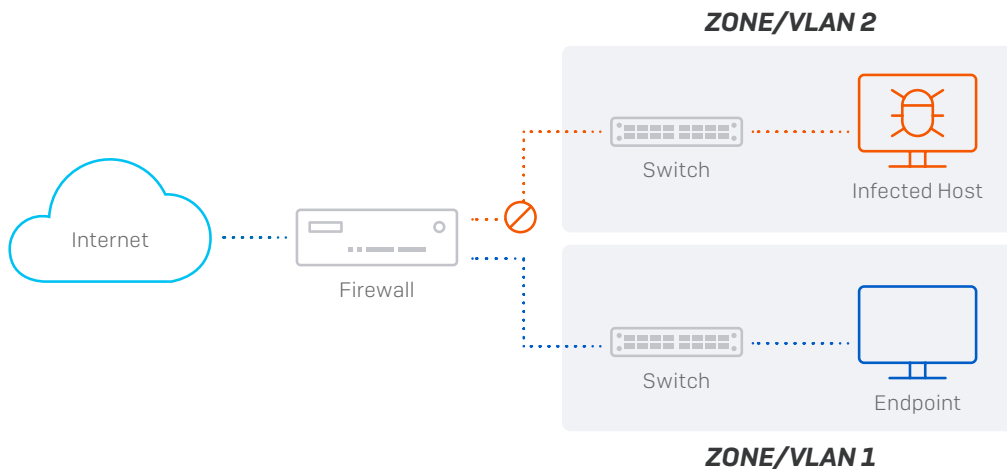 ZONE/VLAN 2
Switch
Infected Host
Internet
Firewall
Switch
Endpoint
ZONE/VLAN 1